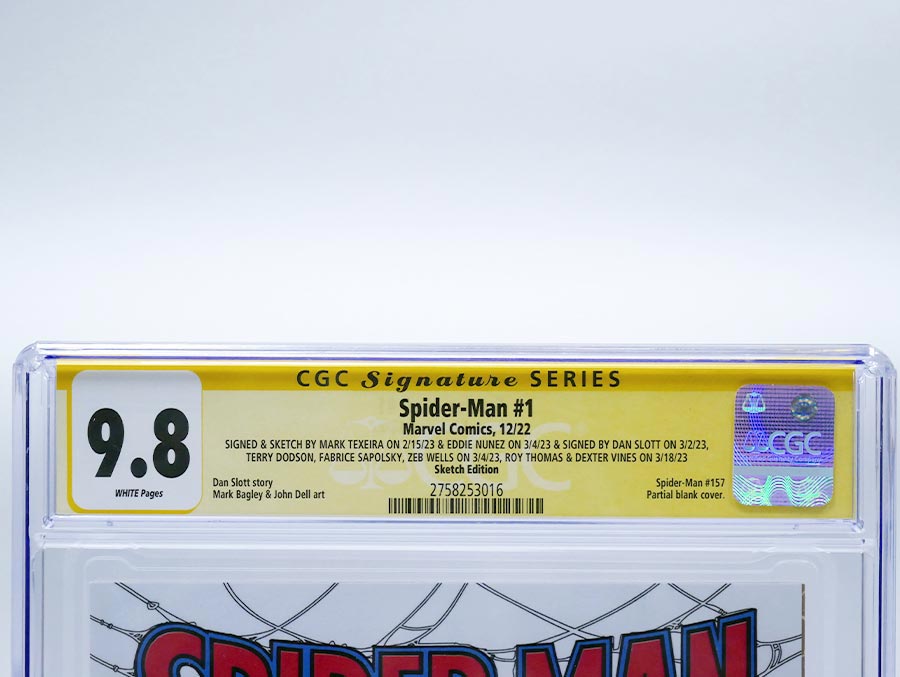 CGC Signature SERIES
9.8
WHITE Pages
Spider-Man #1
Marvel Comics, 12/22
SIGNED & SKETCH BY MARK TEXEIRA ON 2/15/23 & EDDIE NUNEZ ON 3/4/23 & SIGNED BY DAN SLOTT ON 3/2/23,
TERRY DODSON, FABRICE SAPOLSKY, ZEB WELLS ON 3/4/23, ROY THOMAS & DEXTER VINES ON 3/18/23
Sketch Edition
Dan Slott story
Mark Bagley & John Dell art
2758253016
Spider-Man #157
Partial blank cover.
CGC
SPIDER-MAN